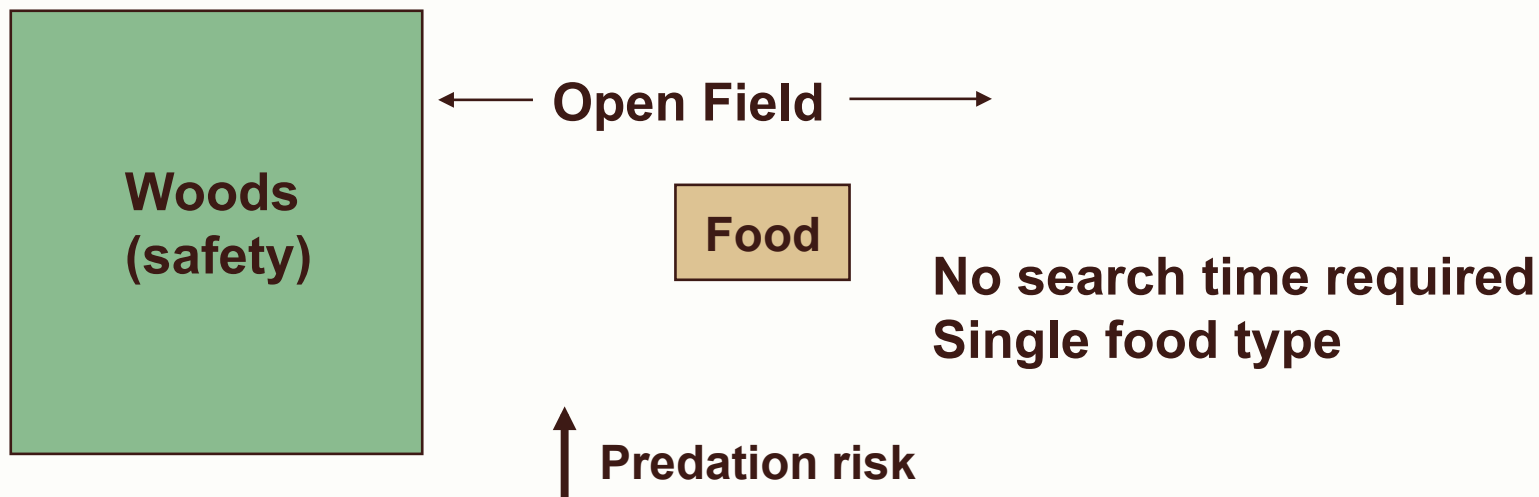 Open Field
Woods
(safety)
Food
No search time required
Single food type
Predation risk